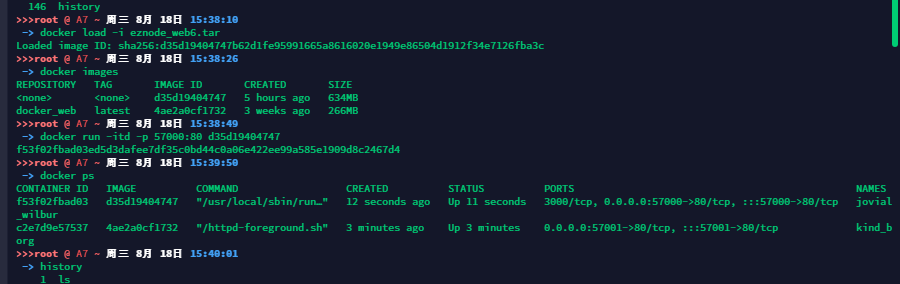 146  history
>>>root @ A7 ~ 周三 8月 18日 15:38:10
-> docker load -i eznode_web6.tar
Loaded image ID: sha256:d35d19404747b62d1fe95991665a8616020e1949e86504d1912f34e7126fba3c
>>>root @ A7 ~ 周三 8月 18日 15:38:26
-> docker images
REPOSITORY   TAG       IMAGE ID       CREATED       SIZE
<none>       <none>    d35d19404747   5 hours ago   634MB
docker_web   latest    4ae2a0cf1732   3 weeks ago   266MB
>>>root @ A7 ~ 周三 8月 18日 15:38:49
-> docker run -itd -p 57000:80 d35d19404747
f53f02fbad03ed5d3dafee7df35c0bd44c0a06e422ee99a585e1909d8c2467d4
>>>root @ A7 ~ 周三 8月 18日 15:39:50
-> docker ps
CONTAINER ID   IMAGE          COMMAND                  CREATED          STATUS          PORTS                                               NAMES
f53f02fbad03   d35d19404747   "/usr/local/sbin/run…"   12 seconds ago   Up 11 seconds   3000/tcp, 0.0.0.0:57000->80/tcp, :::57000->80/tcp   jovial
_wilbur
c2e7d9e57537   4ae2a0cf1732   "/httpd-foreground.sh"   3 minutes ago    Up 3 minutes    0.0.0.0:57001->80/tcp, :::57001->80/tcp             kind_b
org
>>>root @ A7 ~ 周三 8月 18日 15:40:01
-> history
1  ls